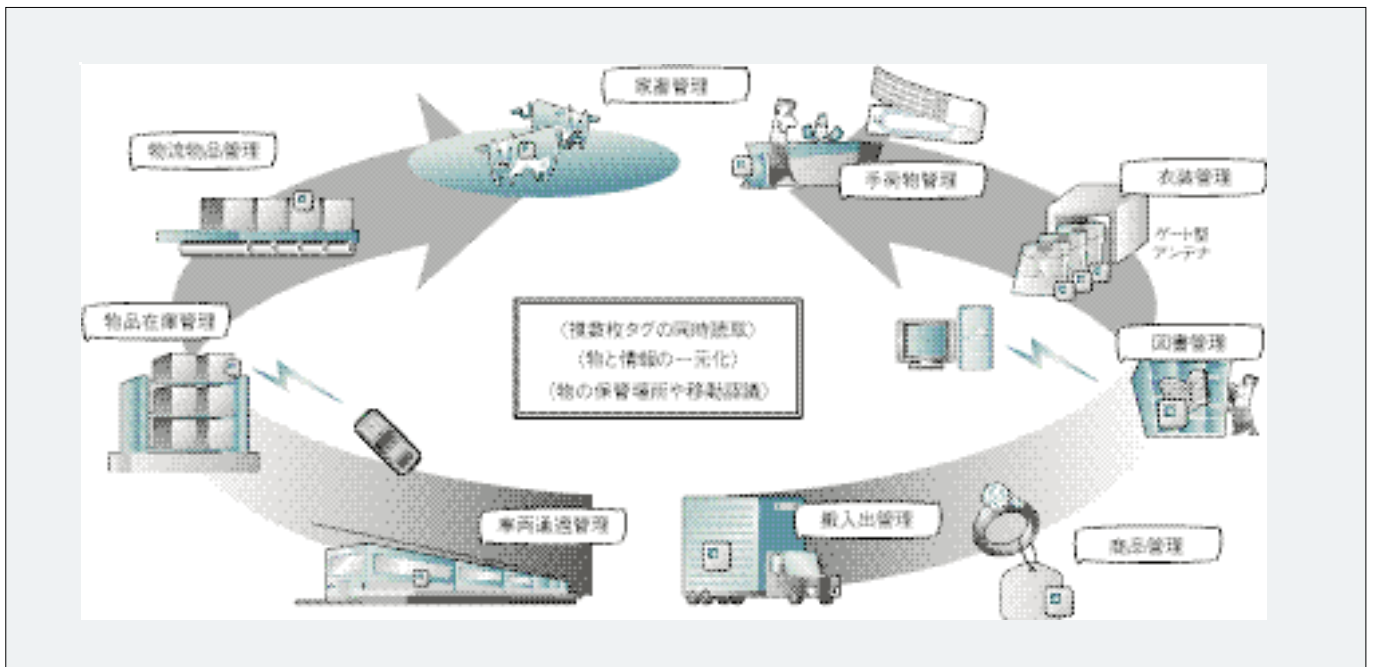 家畜管理
物流物品管理
手荷物管理
衣装管理
ゲート型
アンテナ
物品在庫管理
〈複数枚タグの同時読取〉
〈物と情報の一元化〉
〈物の保管場所や移動認識〉
図書管理
車両通過管理
搬入出管理
商品管理